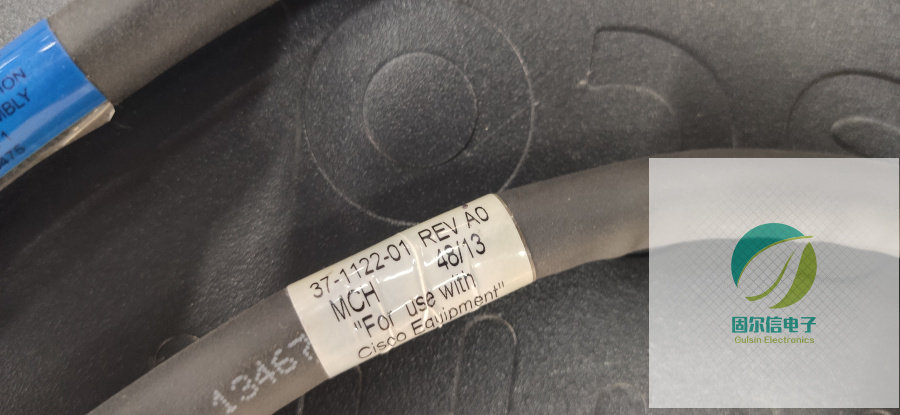 ION
MBLY
37-1122-01 REV A0
MCH 48/13
"For use with
Cisco Equipment"
13467
固尔信电子
Gulsin Electronics